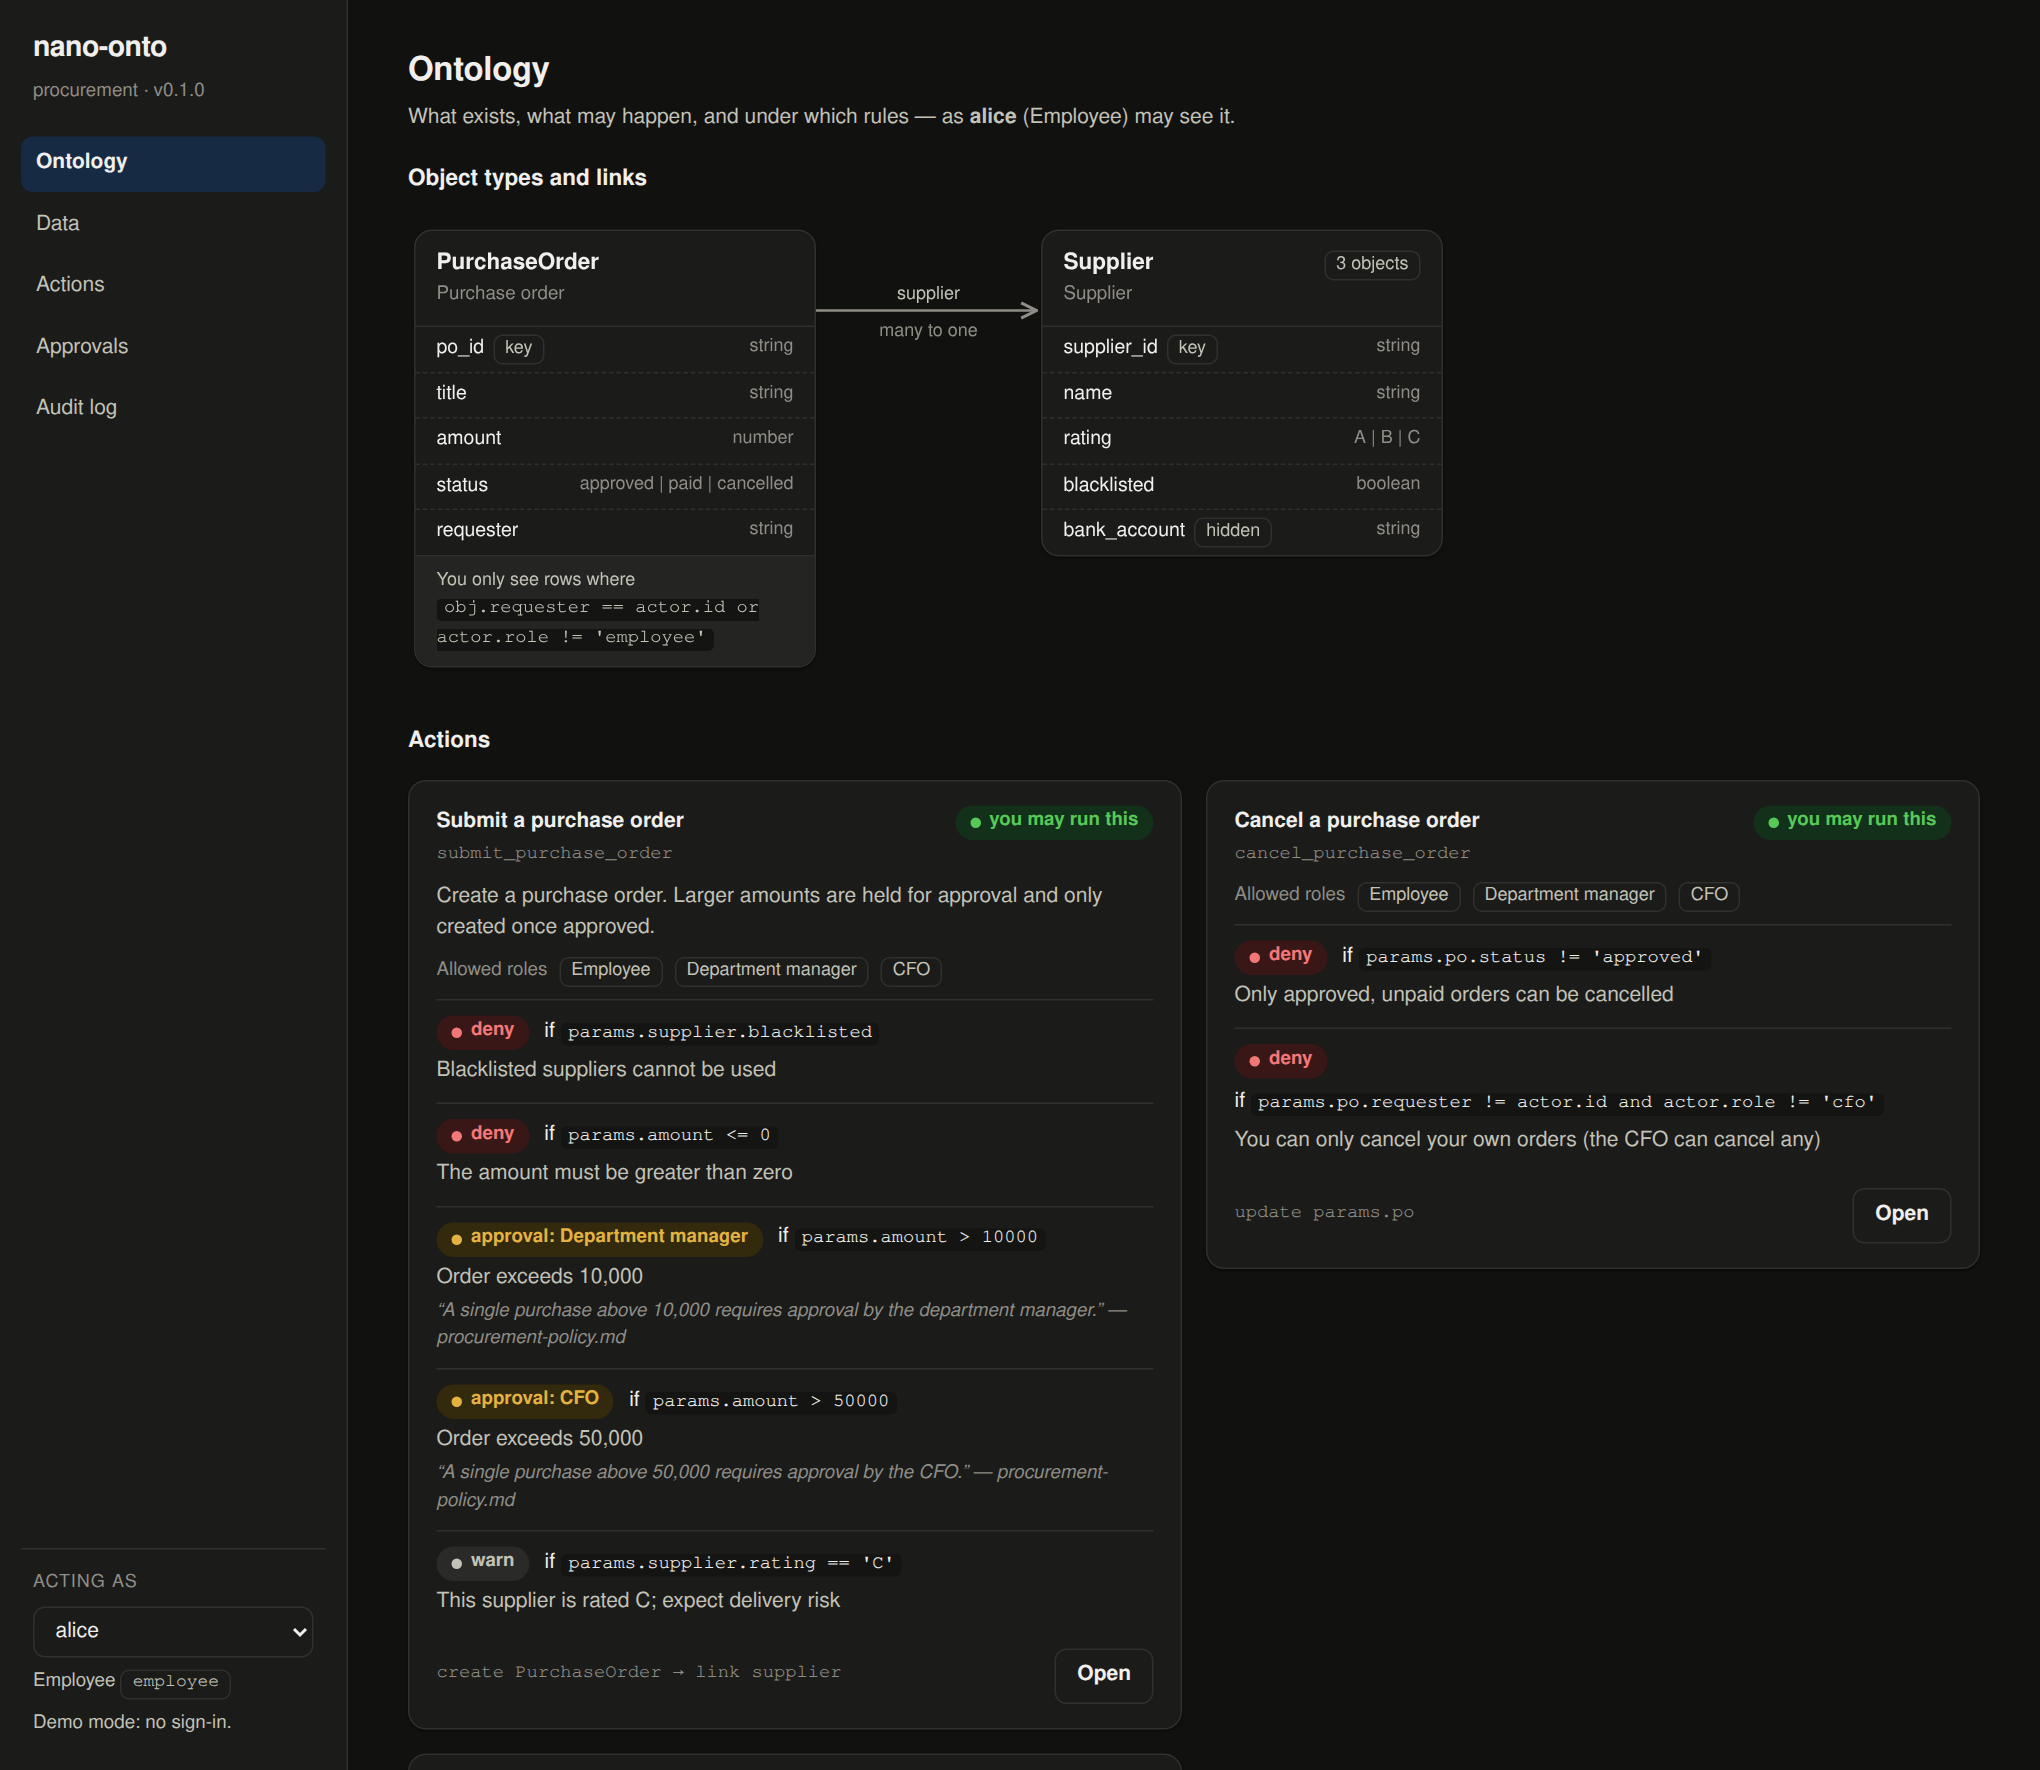 nano-onto
procurement · v0.1.0
Ontology
Data
Actions
Approvals
Audit log
ACTING AS
alice
Employee employee
Demo mode: no sign-in.
Ontology
What exists, what may happen, and under which rules — as alice (Employee) may see it.
Object types and links
PurchaseOrder
Purchase order
po_id key string
title string
amount number
status approved | paid | cancelled
requester string
You only see rows where
obj.requester == actor.id or
actor.role != 'employee'
supplier
many to one
Supplier 3 objects
Supplier
supplier_id key string
name string
rating A | B | C
blacklisted boolean
bank_account hidden string
Actions
Submit a purchase order you may run this
submit_purchase_order
Create a purchase order. Larger amounts are held for approval and only
created once approved.
Allowed roles Employee Department manager CFO
deny if params.supplier.blacklisted
Blacklisted suppliers cannot be used
deny if params.amount <= 0
The amount must be greater than zero
approval: Department manager if params.amount > 10000
Order exceeds 10,000
“A single purchase above 10,000 requires approval by the department manager.” —
procurement-policy.md
approval: CFO if params.amount > 50000
Order exceeds 50,000
“A single purchase above 50,000 requires approval by the CFO.” — procurement-
policy.md
warn if params.supplier.rating == 'C'
This supplier is rated C; expect delivery risk
create PurchaseOrder → link supplier Open
Cancel a purchase order you may run this
cancel_purchase_order
Allowed roles Employee Department manager CFO
deny if params.po.status != 'approved'
Only approved, unpaid orders can be cancelled
deny
if params.po.requester != actor.id and actor.role != 'cfo'
You can only cancel your own orders (the CFO can cancel any)
update params.po Open